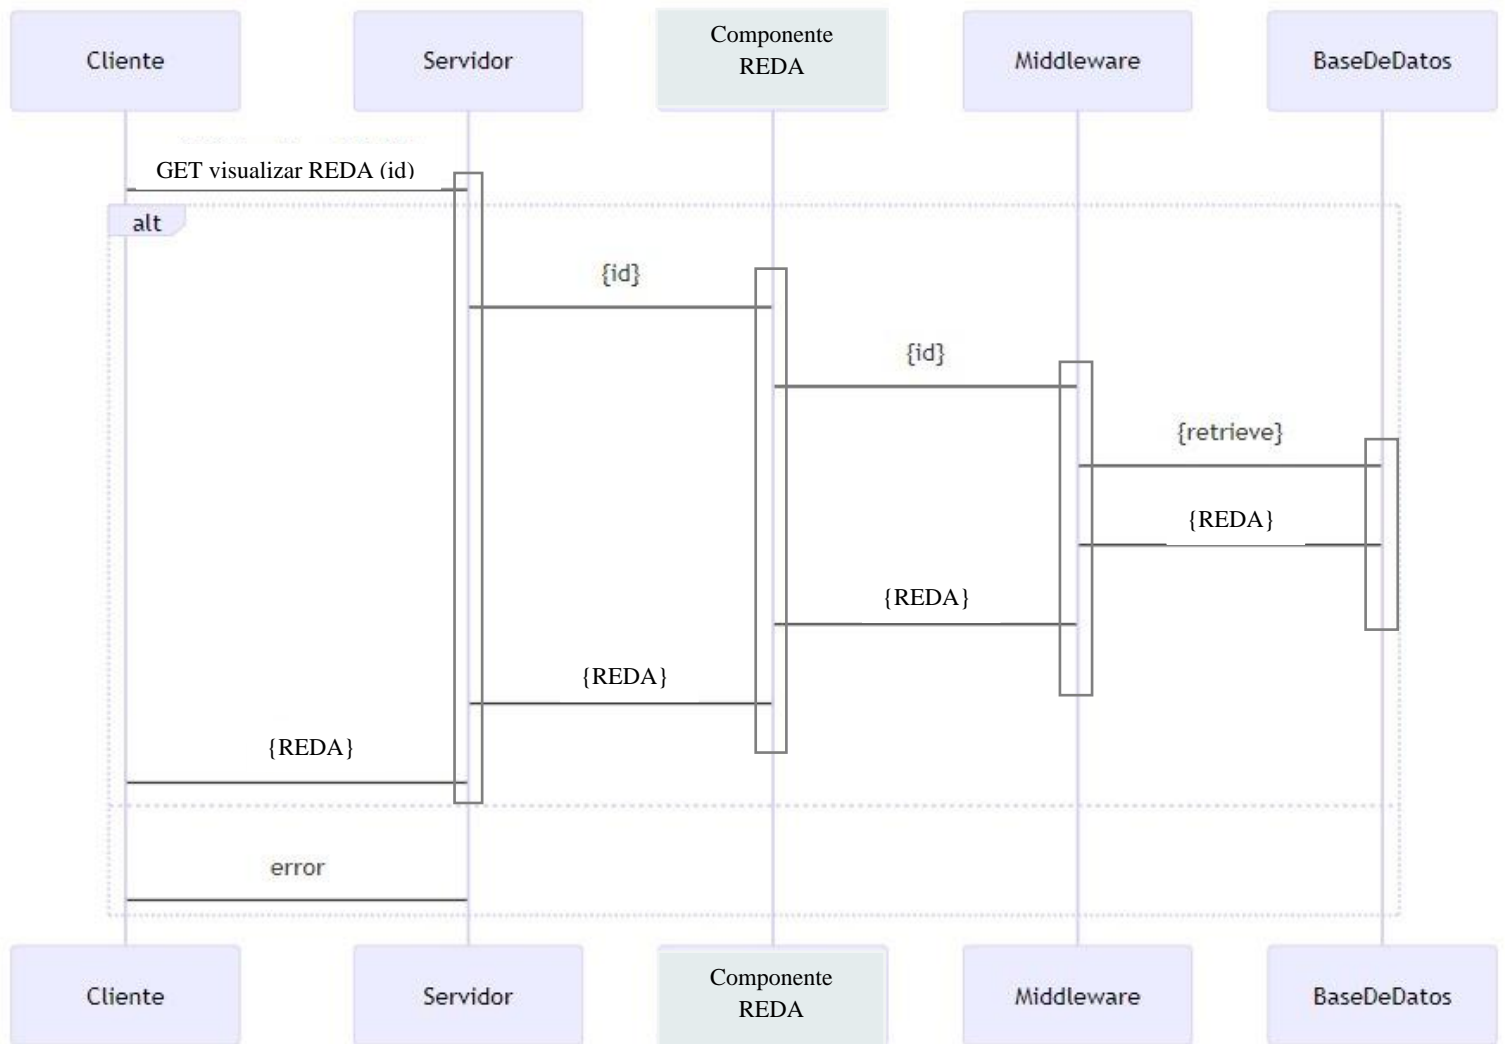 Cliente
Servidor
Componente
REDA
Middleware
BaseDeDatos
GET visualizar REDA (id)
alt
{id}
{id}
{retrieve}
{REDA}
{REDA}
{REDA}
{REDA}
error
Cliente
Servidor
Componente
REDA
Middleware
BaseDeDatos